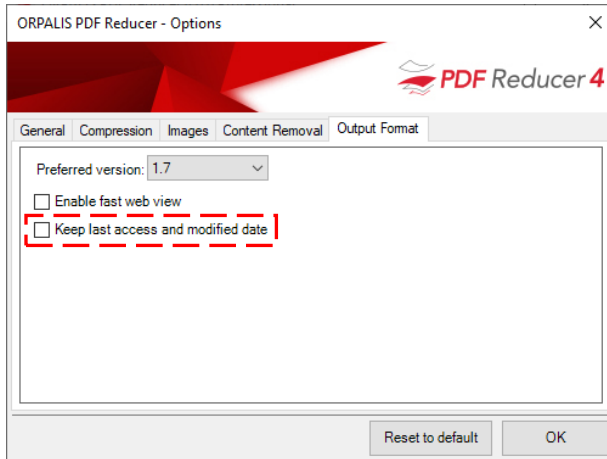 ORPALIS PDF Reducer - Options
PDF Reducer 4
General Compression Images Content Removal Output Format
Preferred version: 1.7
Enable fast web view
Keep last access and modified date
Reset to default OK